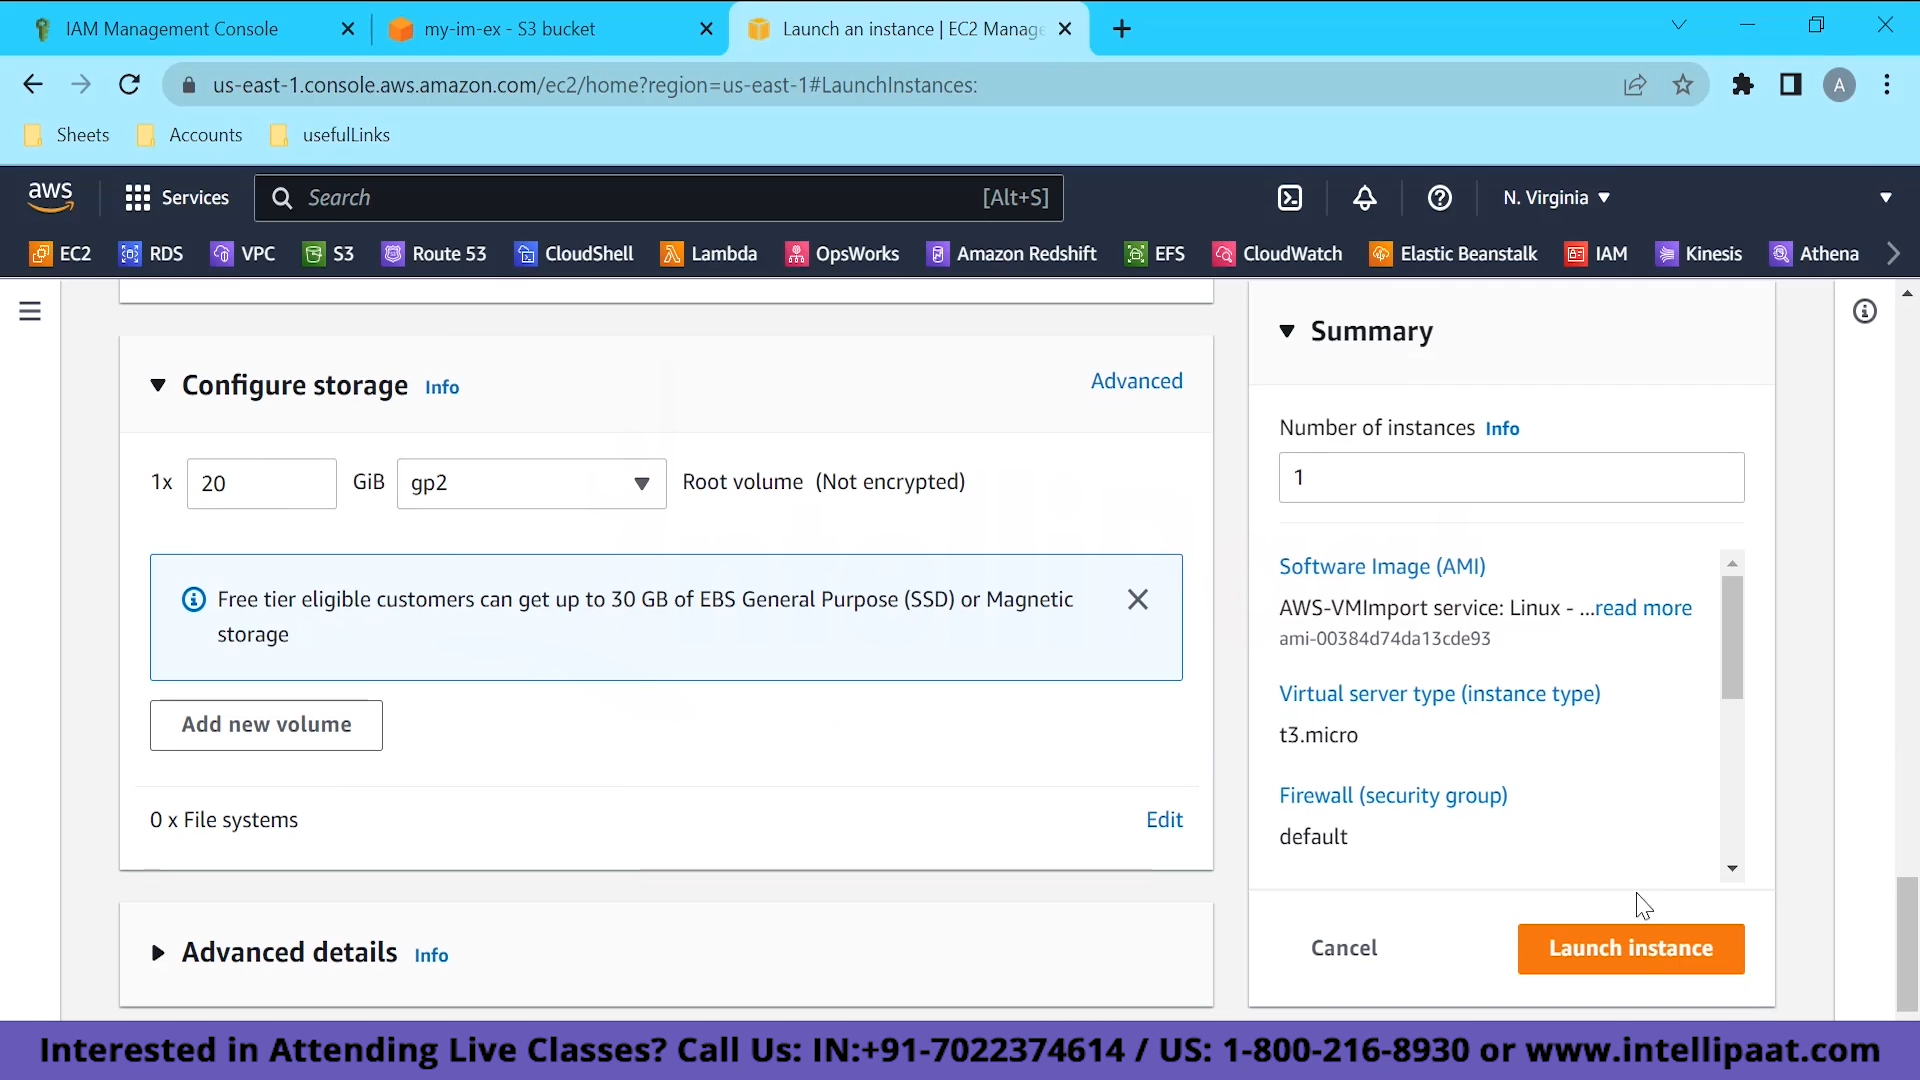 IAM Management Console
my-im-ex - S3 bucket
Launch an instance | EC2 Manage
us-east-1.console.aws.amazon.com/ec2/home?region=us-east-1#LaunchInstances:
A
Sheets
Accounts
usefulLinks
aws
Services
Search
[Alt+S]
N. Virginia
EC2
RDS
VPC
S3
Route 53
CloudShell
Lambda
OpsWorks
Amazon Redshift
EFS
CloudWatch
Elastic Beanstalk
IAM
Kinesis
Athena
Configure storage Info
Advanced
1x 20 GiB gp2 Root volume (Not encrypted)
Free tier eligible customers can get up to 30 GB of EBS General Purpose (SSD) or Magnetic
storage
Add new volume
0 x File systems
Edit
Advanced details Info
Summary
Number of instances Info
1
Software Image (AMI)
AWS-VMImport service: Linux - ...read more
ami-00384d74da13cde93
Virtual server type (instance type)
t3.micro
Firewall (security group)
default
Cancel
Launch instance
Interested in Attending Live Classes? Call Us: IN:+91-7022374614 / US: 1-800-216-8930 or www.intellipaat.com